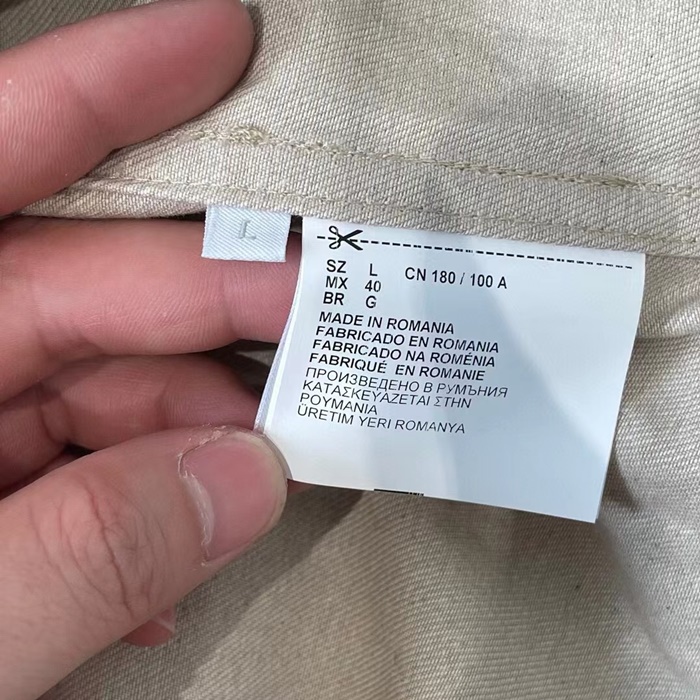 L
SZ L CN 180 / 100 A
MX 40
BR G
MADE IN ROMANIA
FABRICADO EN ROMANIA
FABRICADO NA ROMÉNIA
FABRIQUÉ EN ROMANIE
ПРОИЗВЕДЕНО В РУМЪНИЯ
ΚΑΤΑΣΚΕΥΆΖΕΤΑΙ ΣΤΗΝ
ΡΟΥΜΑΝΙΑ
ÜRETIM YERI ROMANYA